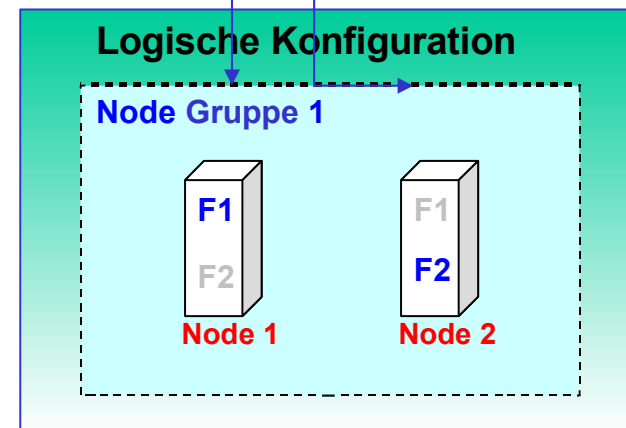 Logische Konfiguration
Node Gruppe 1
F1
F2
Node 1
F1
F2
Node 2